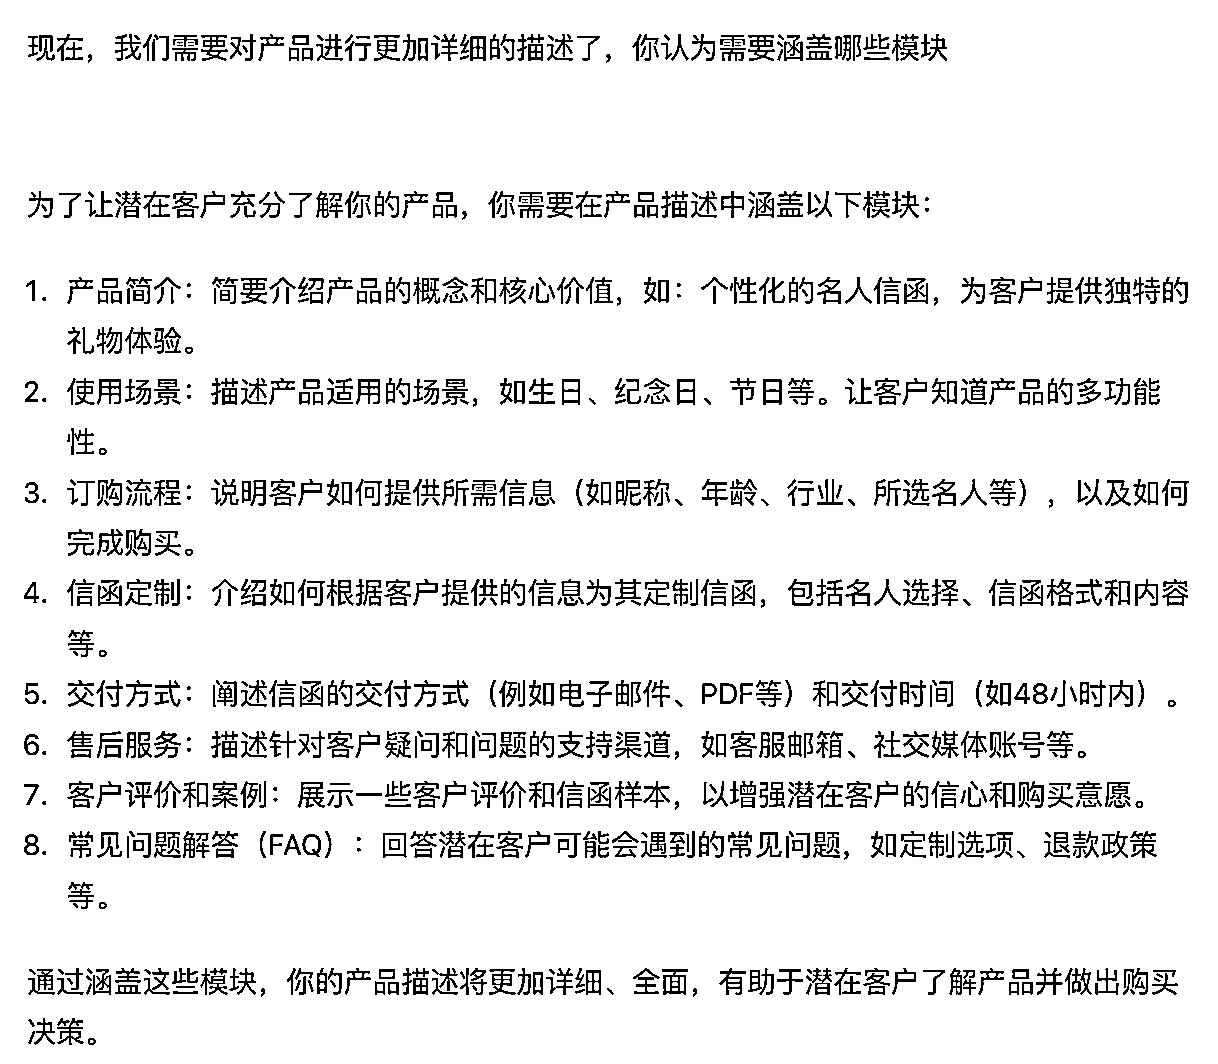 现在，我们需要对产品进行更加详细的描述了，你认为需要涵盖哪些模块
为了让潜在客户充分了解你的产品，你需要在产品描述中涵盖以下模块：
1. 产品简介：简要介绍产品的概念和核心价值，如：个性化的名人信函，为客户提供独特的
礼物体验。
2. 使用场景：描述产品适用的场景，如生日、纪念日、节日等。让客户知道产品的多功能
性。
3. 订购流程：说明客户如何提供所需信息（如昵称、年龄、行业、所选名人等），以及如何
完成购买。
4. 信函定制：介绍如何根据客户提供的信息为其定制信函，包括名人选择、信函格式和内容
等。
5. 交付方式：阐述信函的交付方式（例如电子邮件、PDF等）和交付时间（如48小时内）。
6. 售后服务：描述针对客户疑问和问题的支持渠道，如客服邮箱、社交媒体账号等。
7. 客户评价和案例：展示一些客户评价和信函样本，以增强潜在客户的信心和购买意愿。
8. 常见问题解答（FAQ）：回答潜在客户可能会遇到的常见问题，如定制选项、退款政策
等。
通过涵盖这些模块，你的产品描述将更加详细、全面，有助于潜在客户了解产品并做出购买
决策。